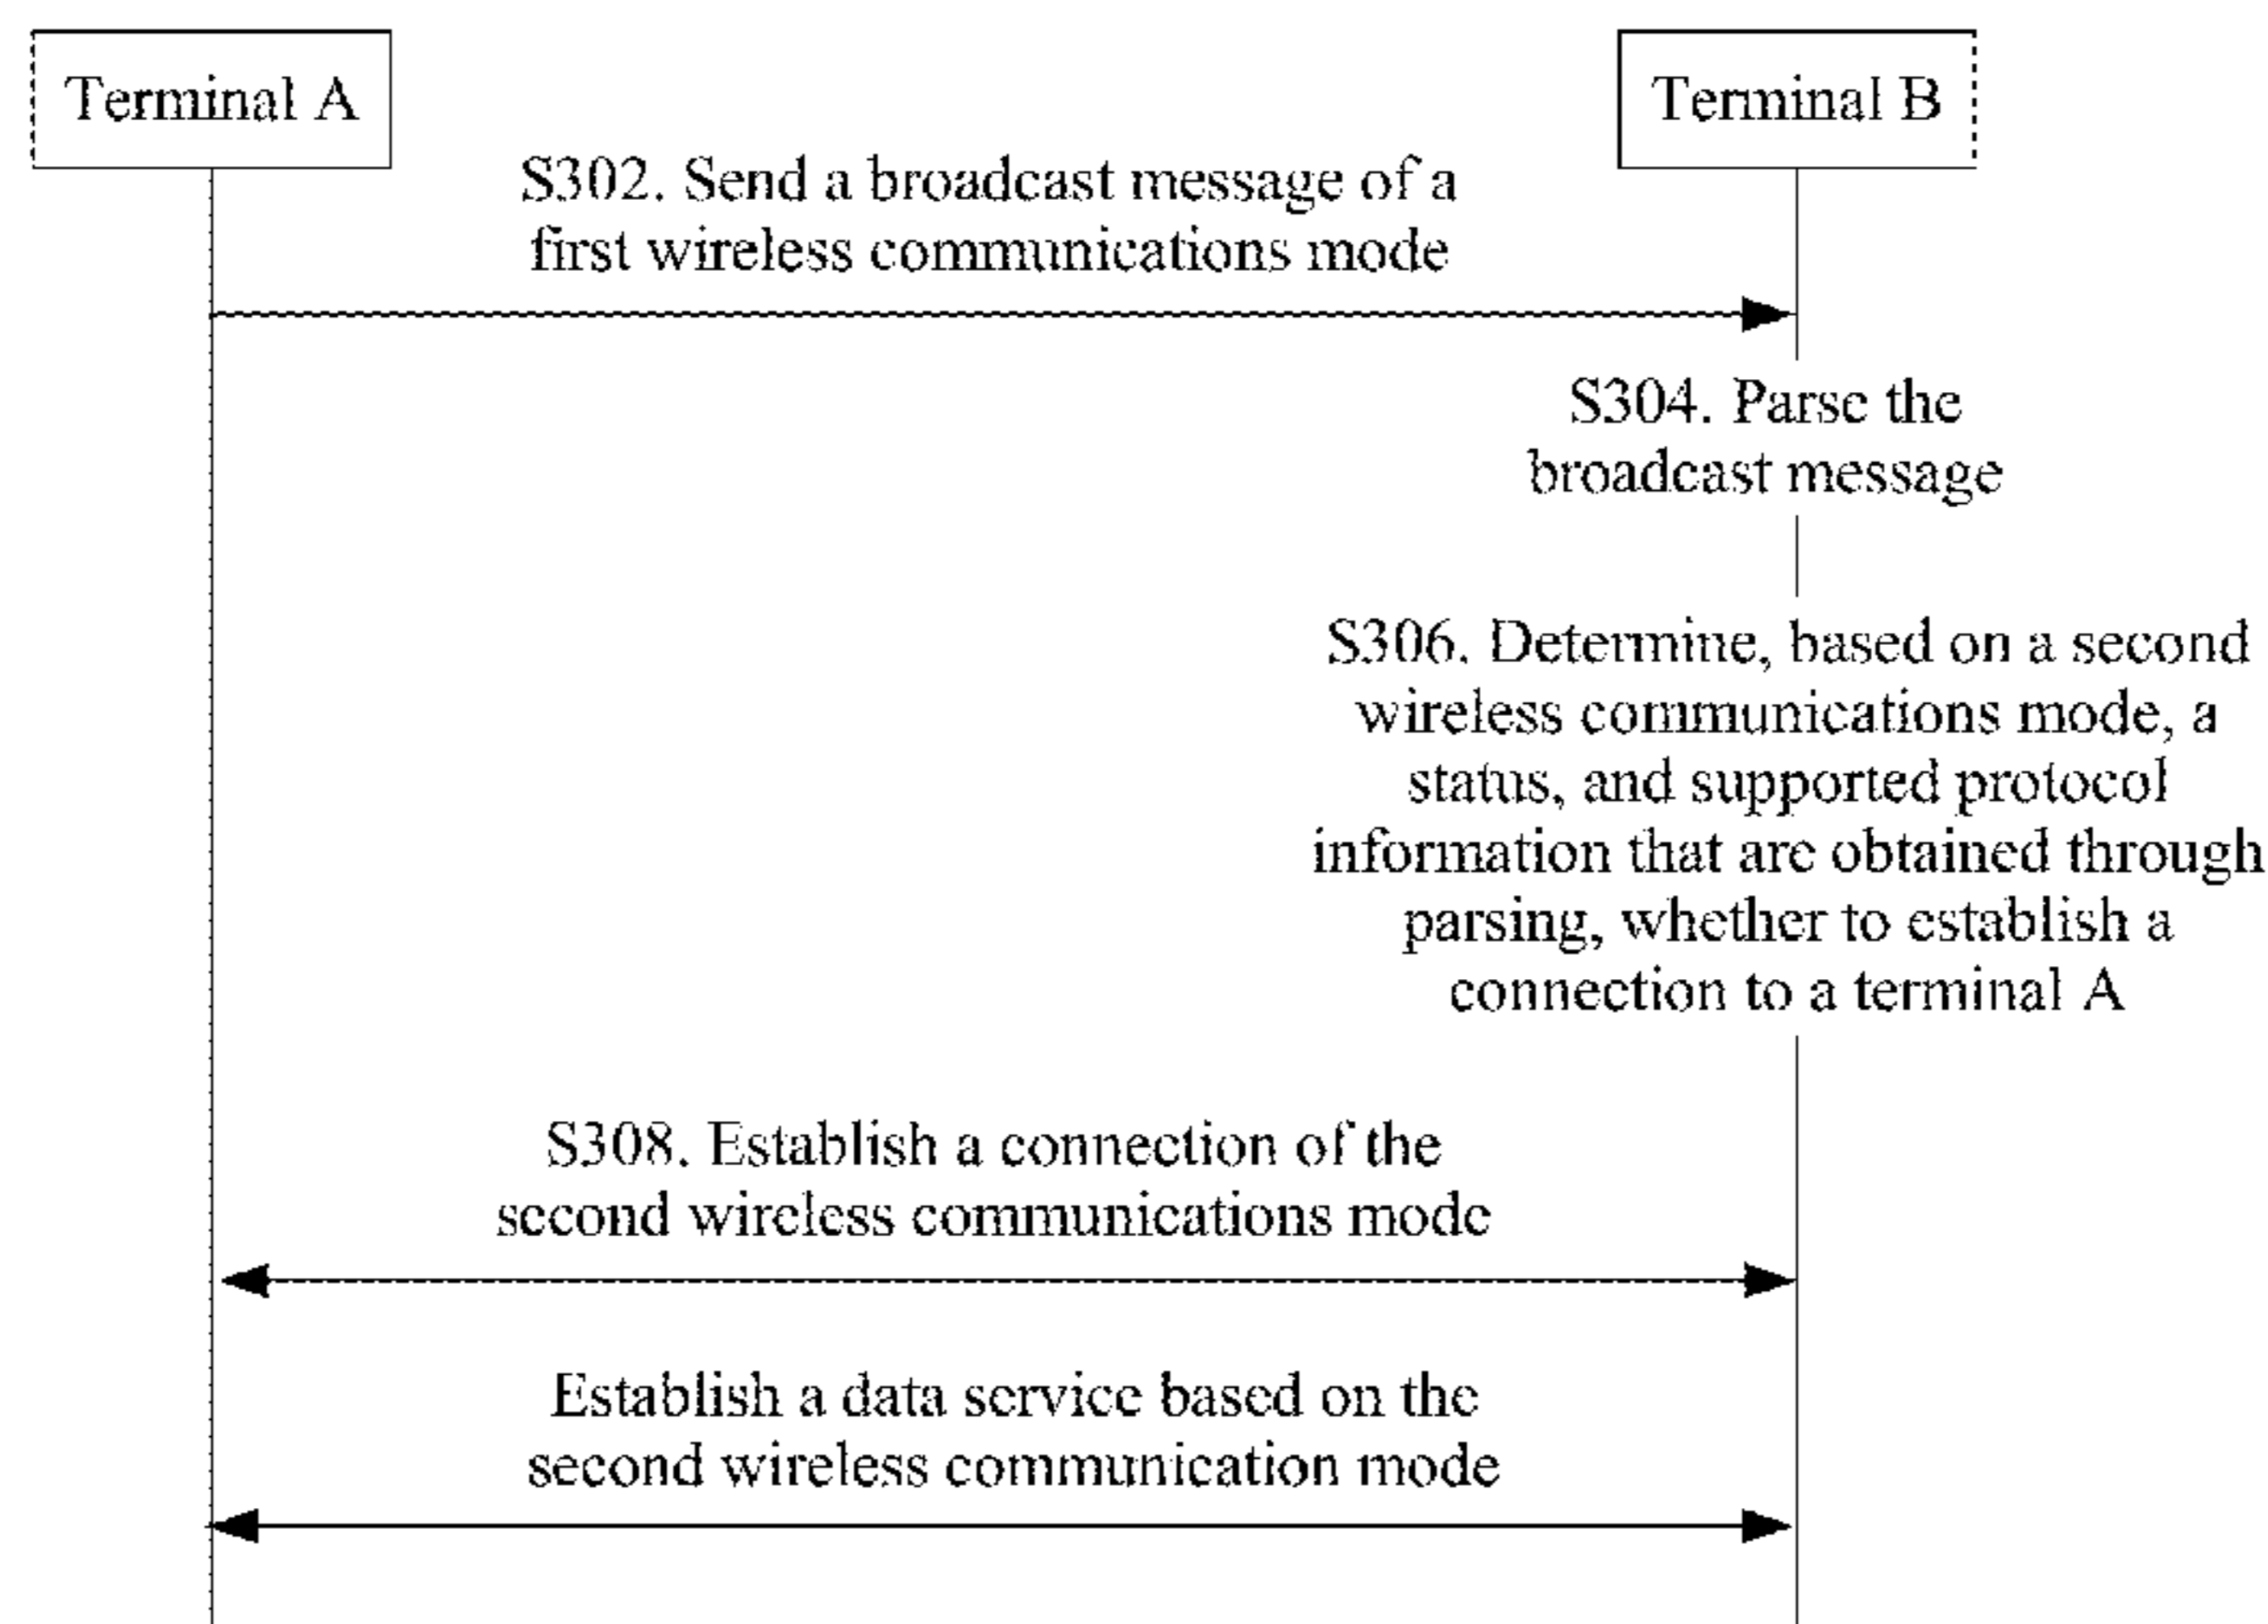 Terminal A
Terminal B
S302. Send a broadcast message of a
first wireless communications mode
S304. Parse the
broadcast message
S306. Determine, based on a second
wireless communications mode, a
status, and supported protocol
information that are obtained through
parsing, whether to establish a
connection to a terminal A
S308. Establish a connection of the
second wireless communications mode
Establish a data service based on the
second wireless communication mode